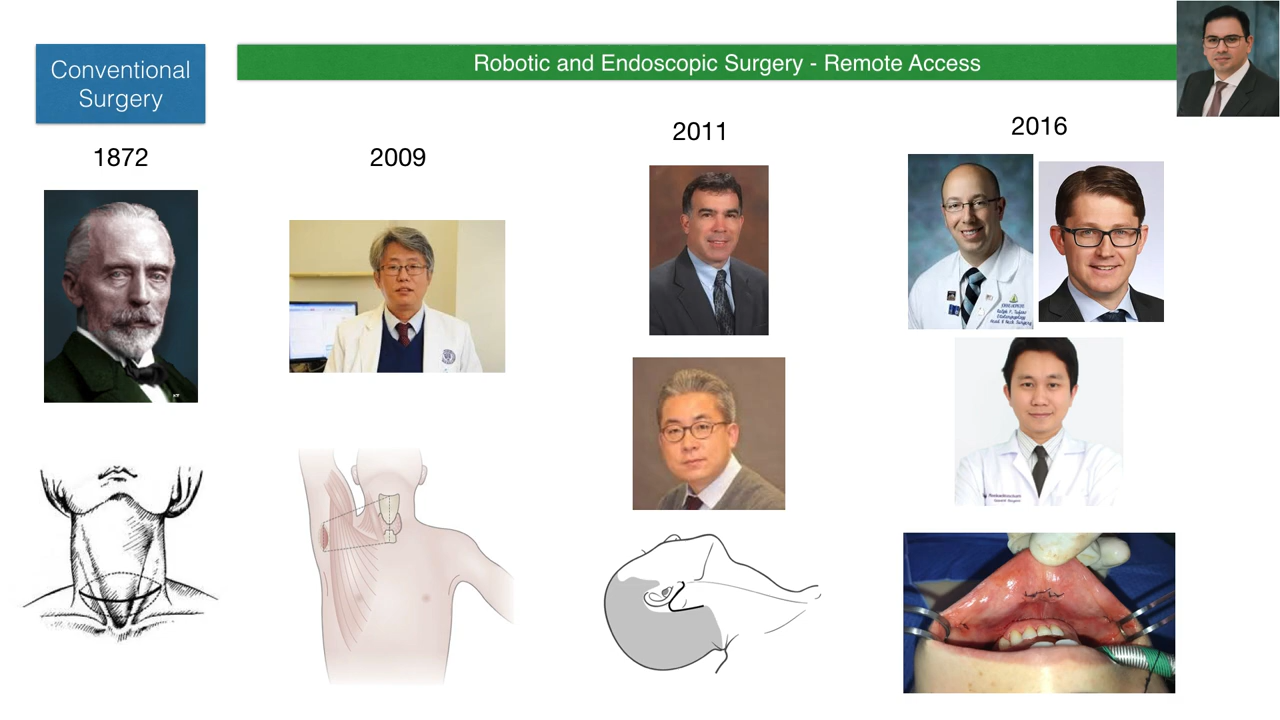 Conventional
Surgery
Robotic and Endoscopic Surgery - Remote Access
1872
2009
2011
2016